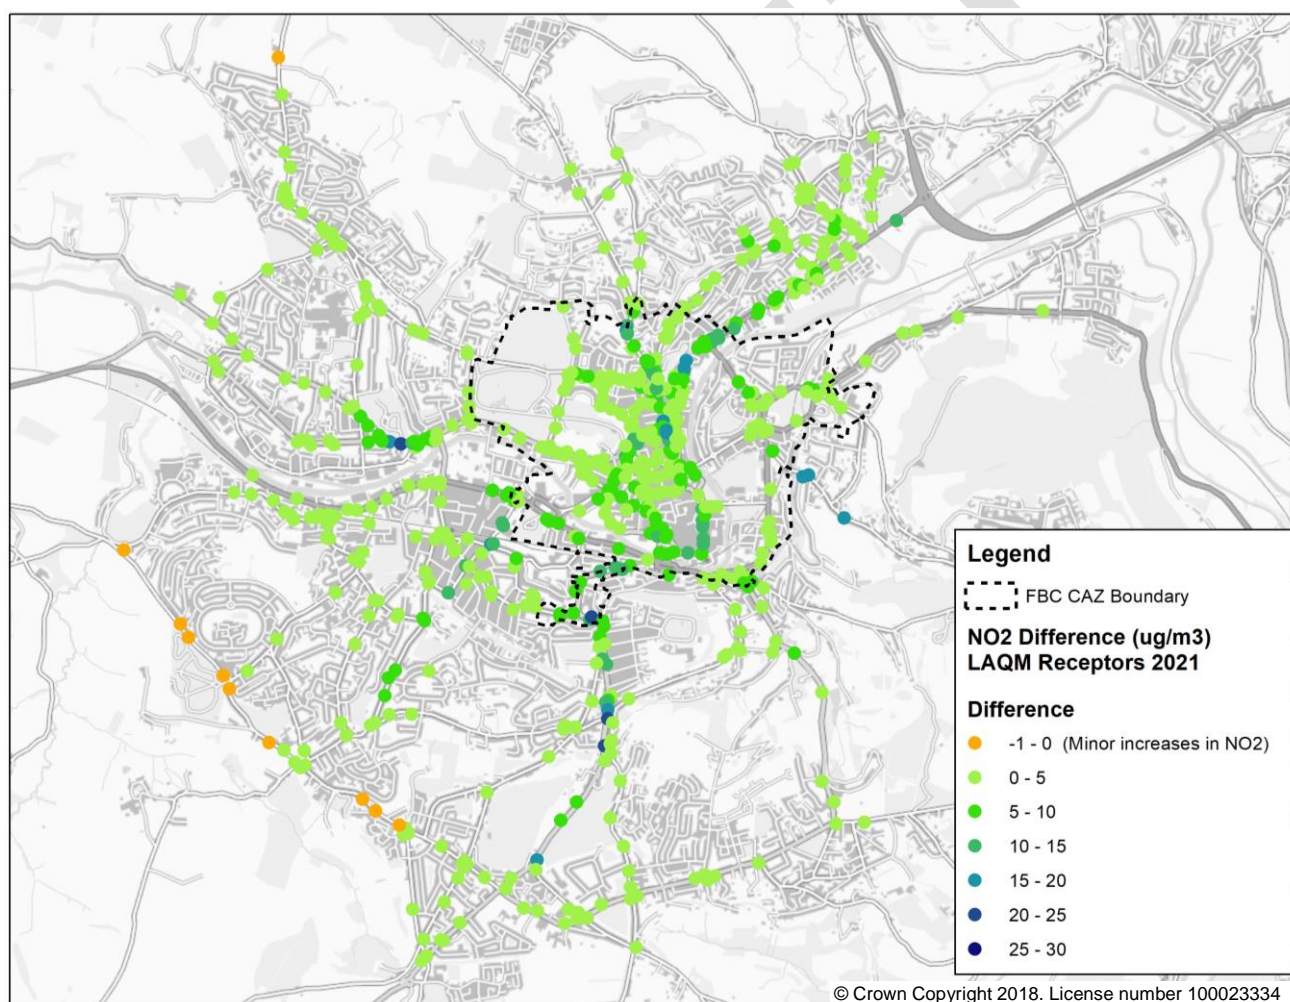 Legend
FBC CAZ Boundary
NO2 Difference (ug/m3)
LAQM Receptors 2021
Difference
-1 - 0 (Minor increases in NO2)
0 - 5
5 - 10
10 - 15
15 - 20
20 - 25
25 - 30
© Crown Copyright 2018. License number 100023334